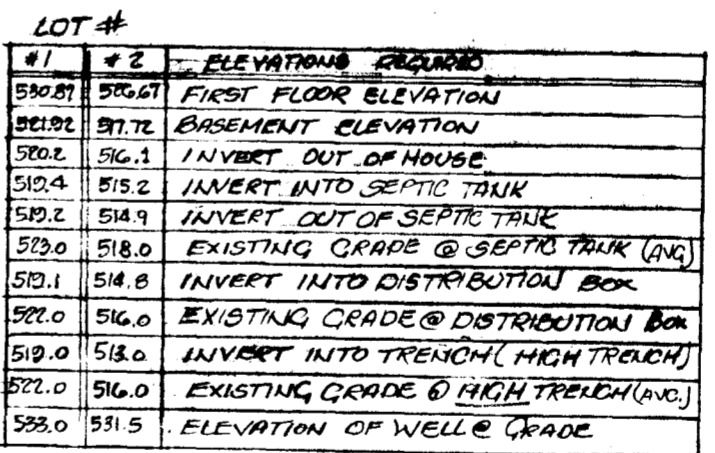 LOT #
#1 #2 ELEVATIONS REQUIRED
530.87 526.67 FIRST FLOOR ELEVATION
521.92 517.72 BASEMENT ELEVATION
520.2 516.1 INVERT OUT OF HOUSE
519.4 515.2 INVERT INTO SEPTIC TANK
519.2 514.9 INVERT OUT OF SEPTIC TANK
523.0 518.0 EXISTING GRADE @ SEPTIC TANK (AVG)
519.1 514.8 INVERT INTO DISTRIBUTION BOX
522.0 516.0 EXISTING GRADE @ DISTRIBUTION BOX
519.0 513.0 INVERT INTO TRENCH (HIGH TRENCH)
522.0 516.0 EXISTING GRADE @ HIGH TRENCH (AVG.)
533.0 531.5 ELEVATION OF WELL @ GRADE